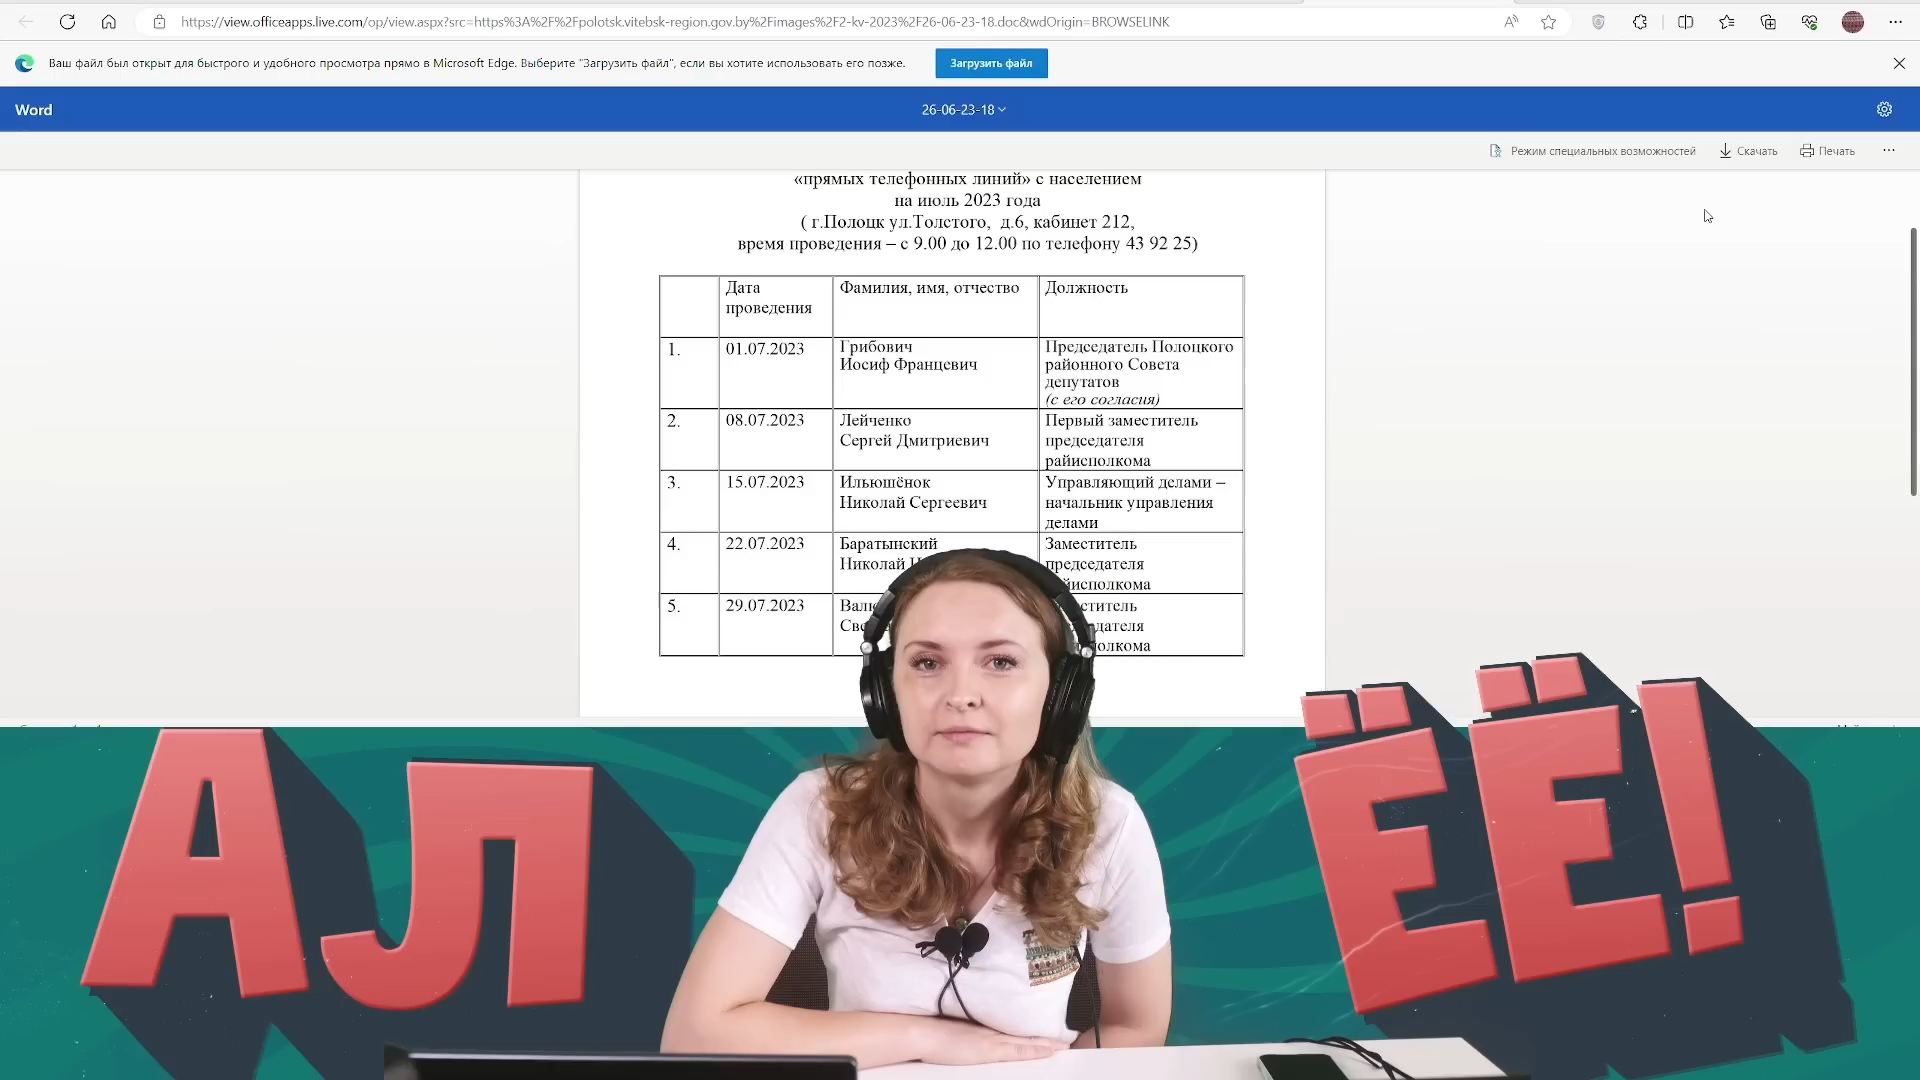 https://view.officeapps.live.com/op/view.aspx?src=https%3A%2F%2Fpolotsk.vitebsk-region.gov.by%2Fimages%2F2-kv-2023%2F26-06-23-18.doc&wdOrigin=BROWSELINK
Ваш файл был открыт для быстрого и удобного просмотра прямо в Microsoft Edge. Выберите "Загрузить файл", если вы хотите использовать его позже.
Загрузить файл
Word
26-06-23-18
Режим специальных возможностей
Скачать
Печать
«прямых телефонных линий» с населением
на июль 2023 года
( г.Полоцк ул.Толстого, д.6, кабинет 212,
время проведения – с 9.00 до 12.00 по телефону 43 92 25)
Дата
проведения
Фамилия, имя, отчество
Должность
1.
01.07.2023
Грибович
Иосиф Францевич
Председатель Полоцкого
районного Совета
депутатов
(с его согласия)
2.
08.07.2023
Лейченко
Сергей Дмитриевич
Первый заместитель
председателя
райисполкома
3.
15.07.2023
Ильюшёнок
Николай Сергеевич
Управляющий делами –
начальник управления
делами
4.
22.07.2023
Баратынский
Николай
Заместитель
председателя
райисполкома
5.
29.07.2023
АЛ
ЁЁ!